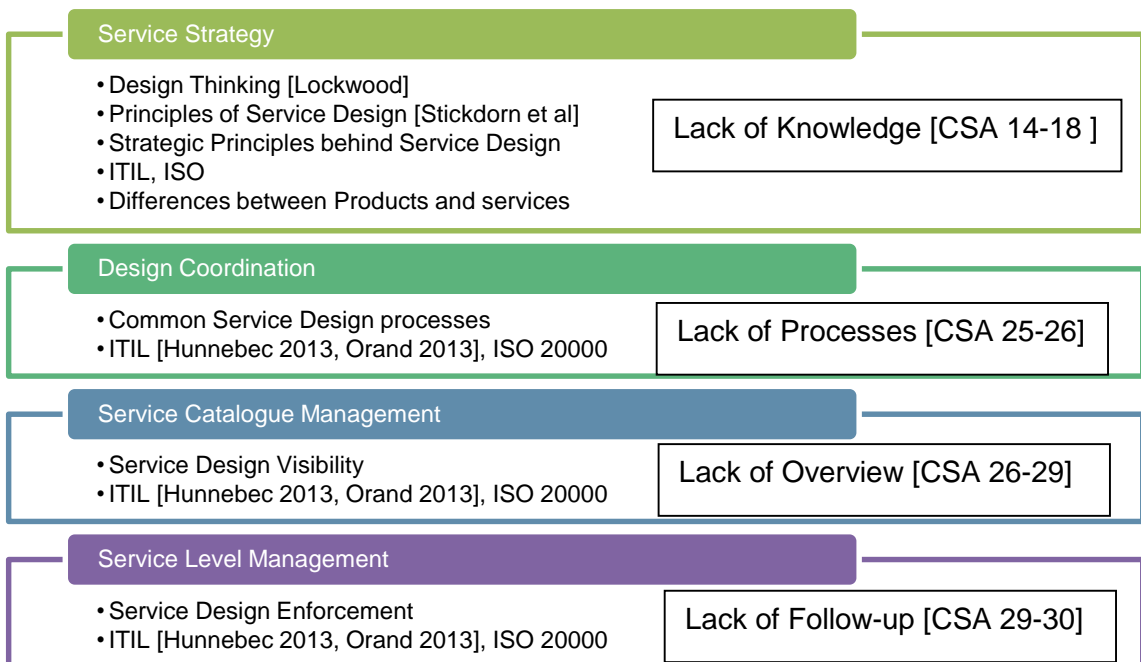 Service Strategy
• Design Thinking [Lockwood]
• Principles of Service Design [Stickdorn et al]
• Strategic Principles behind Service Design
• ITIL, ISO
• Differences between Products and services
Lack of Knowledge [CSA 14-18 ]
Design Coordination
• Common Service Design processes
• ITIL [Hunnebec 2013, Orand 2013], ISO 20000
Lack of Processes [CSA 25-26]
Service Catalogue Management
• Service Design Visibility
• ITIL [Hunnebec 2013, Orand 2013], ISO 20000
Lack of Overview [CSA 26-29]
Service Level Management
• Service Design Enforcement
• ITIL [Hunnebec 2013, Orand 2013], ISO 20000
Lack of Follow-up [CSA 29-30]